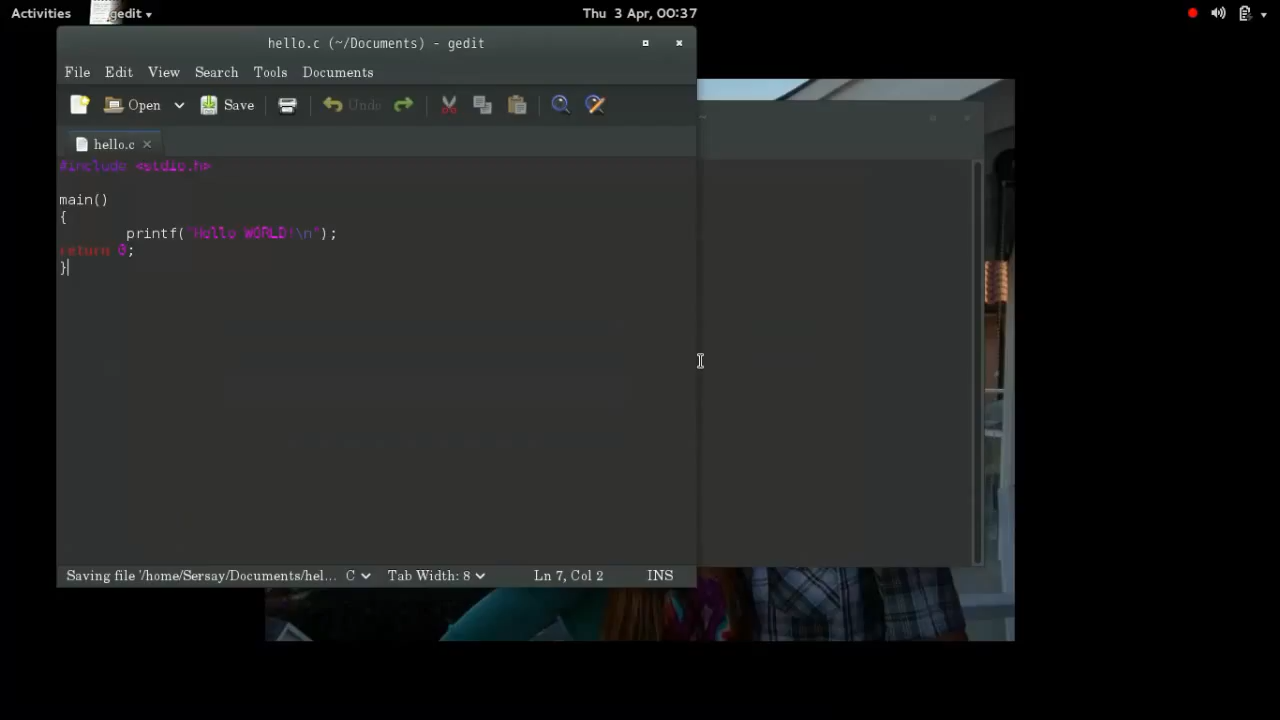 Activities gedit Thu 3 Apr, 00:37
hello.c (~/Documents) - gedit
File Edit View Search Tools Documents
Open Save Undo
hello.c
#include <stdio.h>
main()
{
printf("Hello WORLD!\n");
return 0;
}
Saving file '/home/Sersay/Documents/hel... C Tab Width: 8 Ln 7, Col 2 INS